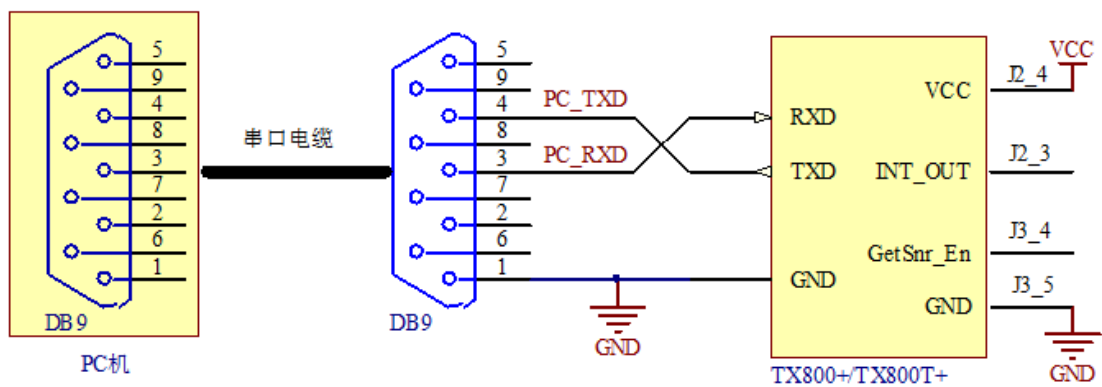 5
9
4
8
3
7
2
6
1
DB9
PC机
串口电缆
5
9
4
8
3
7
2
6
1
DB9
PC_TXD
PC_RXD
GND
RXD
TXD
GND
VCC
INT_OUT
GetSnr_En
GND
TX800+/TX800T+
J2_4
VCC
J2_3
J3_4
J3_5
GND